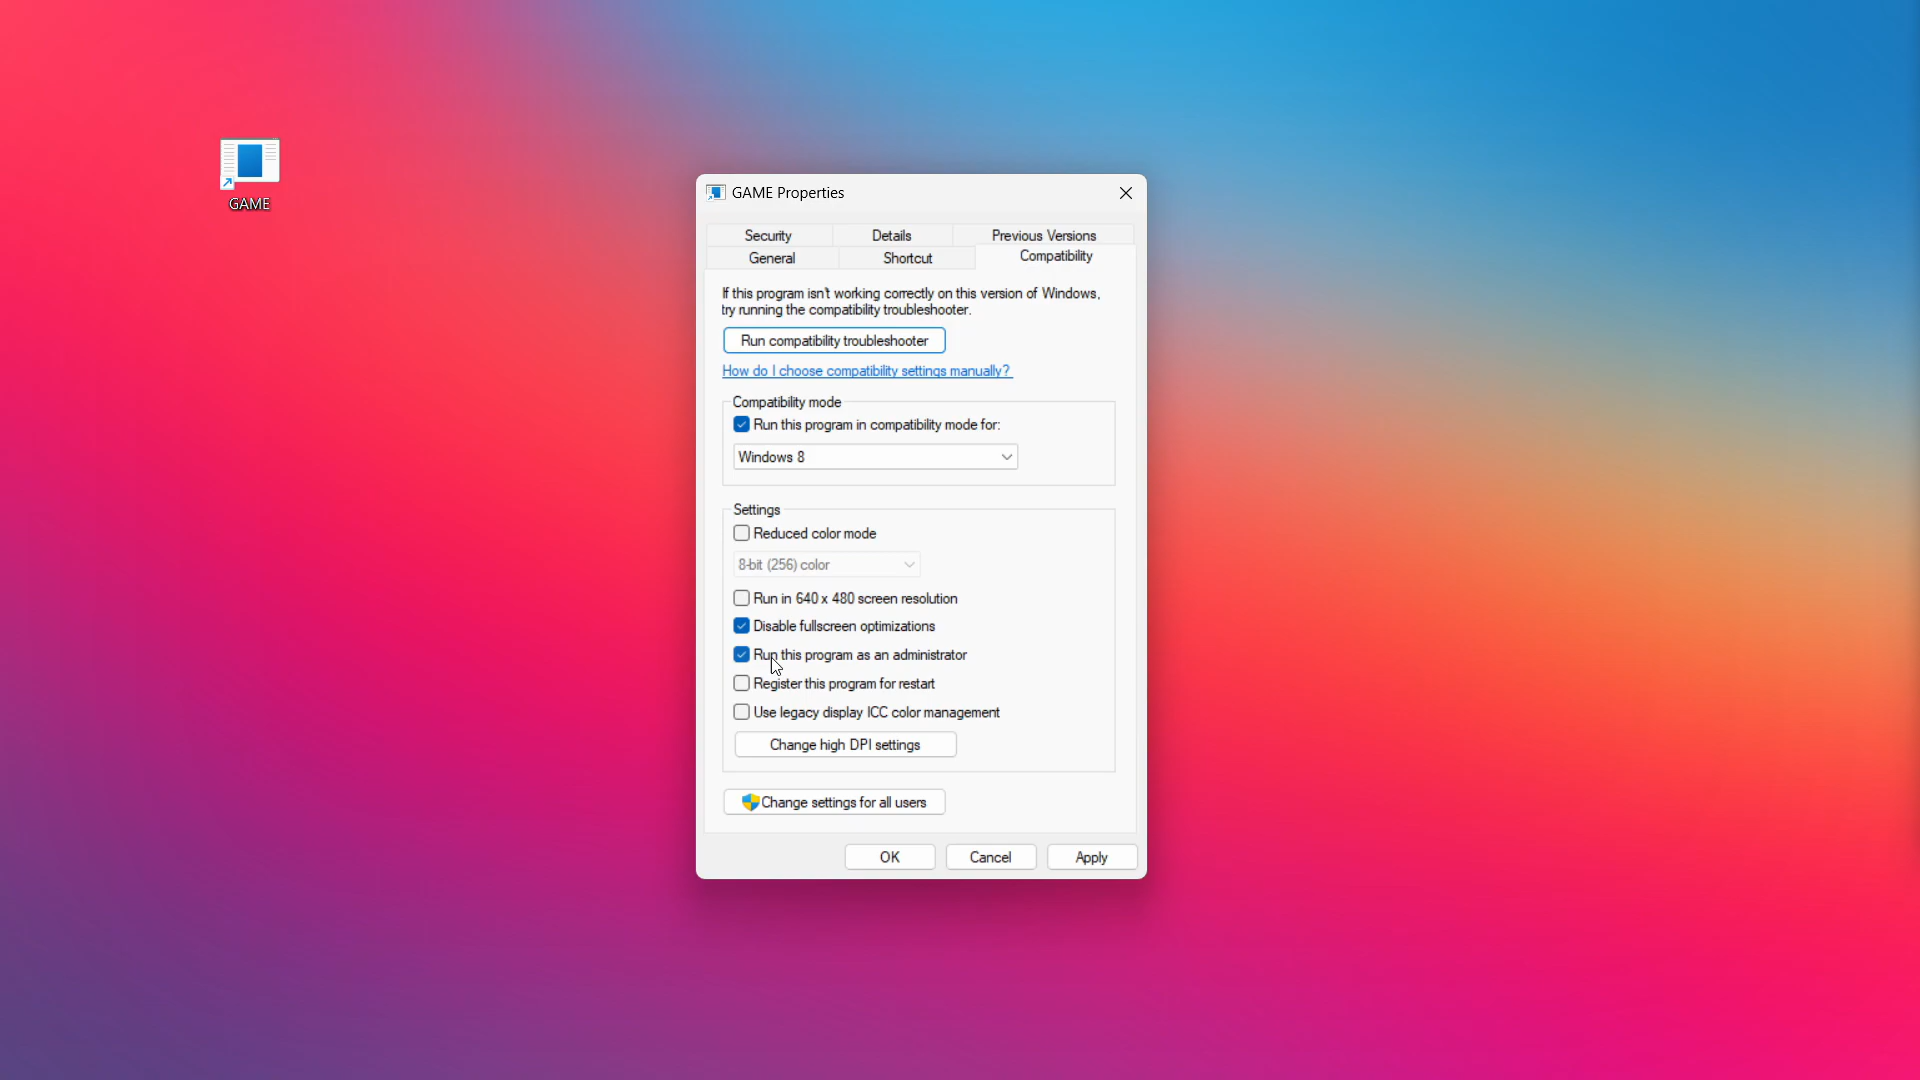 GAME
GAME Properties
Security Details Previous Versions
General Shortcut Compatibility
If this program isn't working correctly on this version of Windows,
try running the compatibility troubleshooter.
Run compatibility troubleshooter
How do I choose compatibility settings manually?
Compatibility mode
Run this program in compatibility mode for:
Windows 8
Settings
Reduced color mode
8-bit (256) color
Run in 640 x 480 screen resolution
Disable fullscreen optimizations
Run this program as an administrator
Register this program for restart
Use legacy display ICC color management
Change high DPI settings
Change settings for all users
OK Cancel Apply